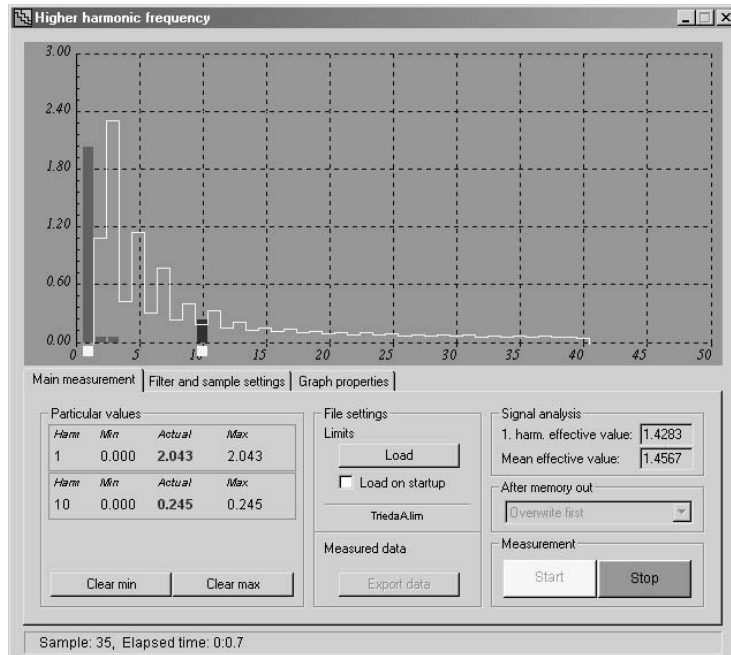 Higher harmonic frequency
3.00
2.40
1.80
1.20
0.60
0.00
0 5 10 15 20 25 30 35 40 45 50
Main measurement Filter and sample settings Graph properties
Particular values
Harm Min Actual Max
1 0.000 2.043 2.043
Harm Min Actual Max
10 0.000 0.245 0.245
Clear min Clear max
File settings
Limits
Load
Load on startup
TriedaA.lim
Measured data
Export data
Signal analysis
1. harm. effective value: 1.4283
Mean effective value: 1.4567
After memory out
Overwrite first
Measurement
Start Stop
Sample: 35, Elapsed time: 0:0.7